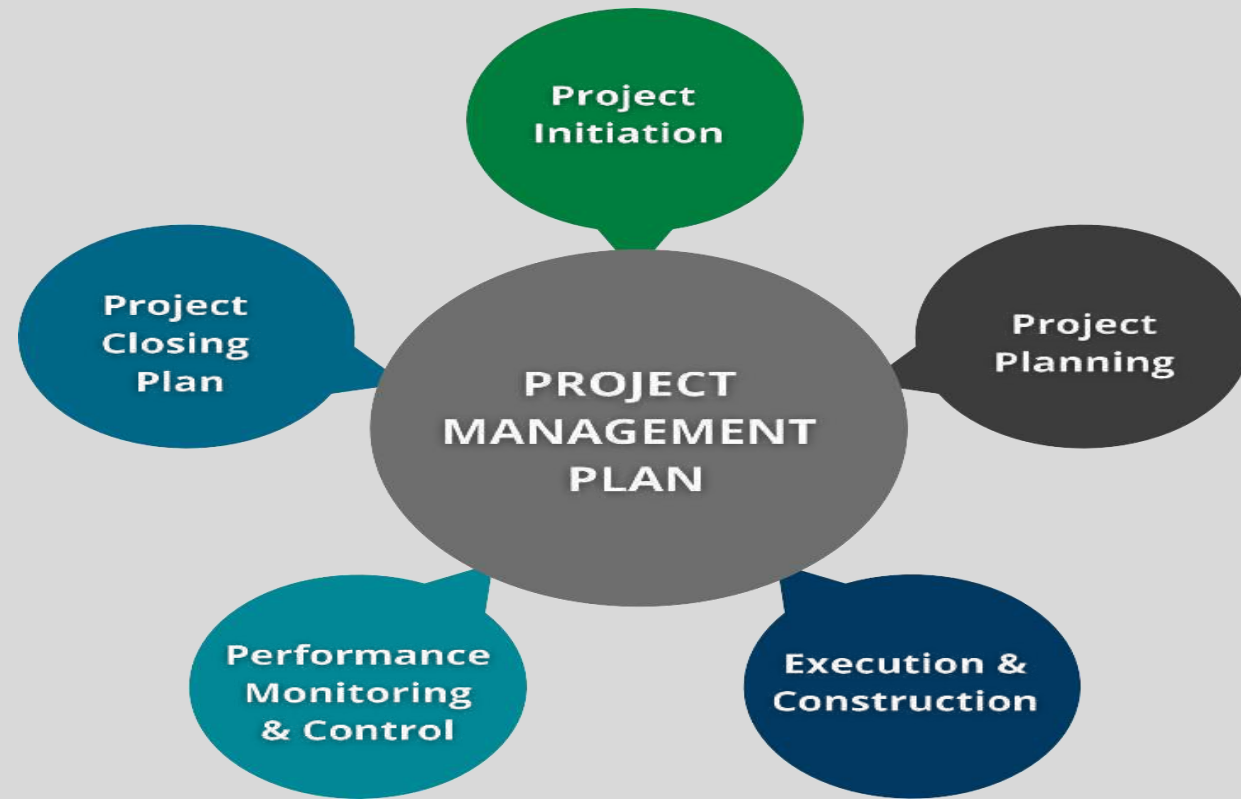 Project
Initiation
Project
Planning
Execution &
Construction
Performance
Monitoring
& Control
Project
Closing
Plan
PROJECT
MANAGEMENT
PLAN